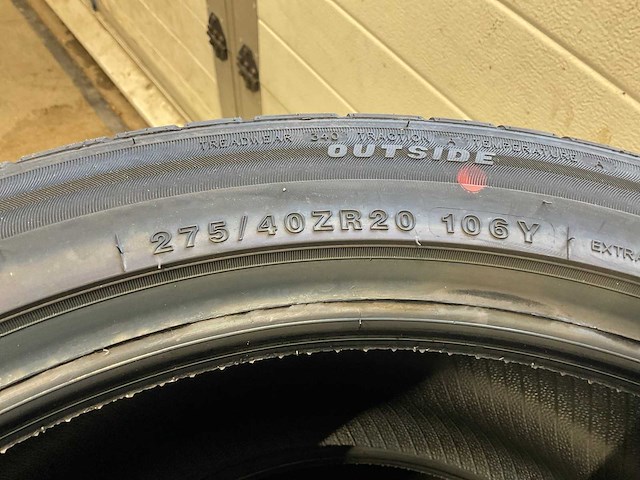 TREADWEAR 340 TRACTION A TEMPERATURE A
OUTSIDE
275/40ZR20 106Y
EXTRA